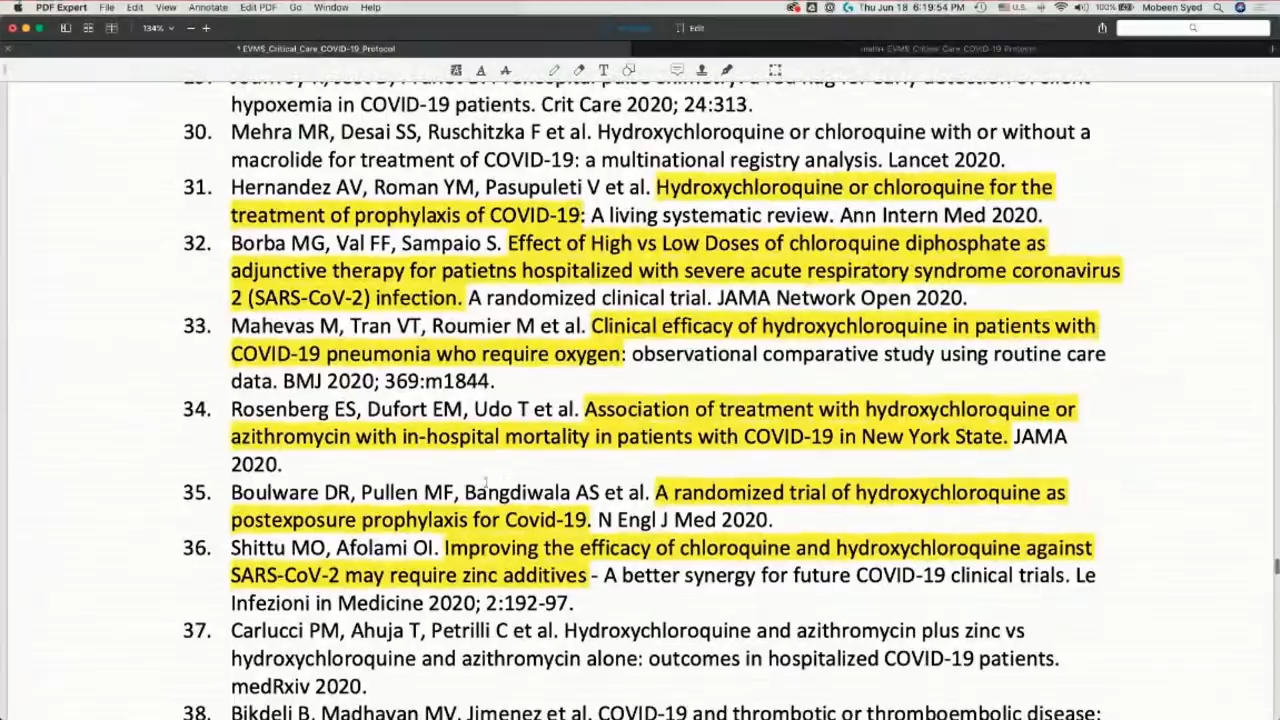 PDF Expert File Edit View Annotate Edit PDF Go Window Help Thu Jun 18 6:19:54 PM U.S. 100% Mobeen Syed
134% Edit
* EVMS_Critical_Care_COVID-19_Protocol EVMS_Critical_Care_COVID-19_Protocol
hypoxemia in COVID-19 patients. Crit Care 2020; 24:313.
30. Mehra MR, Desai SS, Ruschitzka F et al. Hydroxychloroquine or chloroquine with or without a
macrolide for treatment of COVID-19: a multinational registry analysis. Lancet 2020.
31. Hernandez AV, Roman YM, Pasupuleti V et al. Hydroxychloroquine or chloroquine for the
treatment of prophylaxis of COVID-19: A living systematic review. Ann Intern Med 2020.
32. Borba MG, Val FF, Sampaio S. Effect of High vs Low Doses of chloroquine diphosphate as
adjunctive therapy for patietns hospitalized with severe acute respiratory syndrome coronavirus
2 (SARS-CoV-2) infection. A randomized clinical trial. JAMA Network Open 2020.
33. Mahevas M, Tran VT, Roumier M et al. Clinical efficacy of hydroxychloroquine in patients with
COVID-19 pneumonia who require oxygen: observational comparative study using routine care
data. BMJ 2020; 369:m1844.
34. Rosenberg ES, Dufort EM, Udo T et al. Association of treatment with hydroxychloroquine or
azithromycin with in-hospital mortality in patients with COVID-19 in New York State. JAMA
2020.
35. Boulware DR, Pullen MF, Bangdiwala AS et al. A randomized trial of hydroxychloroquine as
postexposure prophylaxis for Covid-19. N Engl J Med 2020.
36. Shittu MO, Afolami OI. Improving the efficacy of chloroquine and hydroxychloroquine against
SARS-CoV-2 may require zinc additives - A better synergy for future COVID-19 clinical trials. Le
Infezioni in Medicine 2020; 2:192-97.
37. Carlucci PM, Ahuja T, Petrilli C et al. Hydroxychloroquine and azithromycin plus zinc vs
hydroxychloroquine and azithromycin alone: outcomes in hospitalized COVID-19 patients.
medRxiv 2020.
38. Bikdeli B, Madhavan MV, Jimenez et al. COVID-19 and thrombotic or thromboembolic disease: